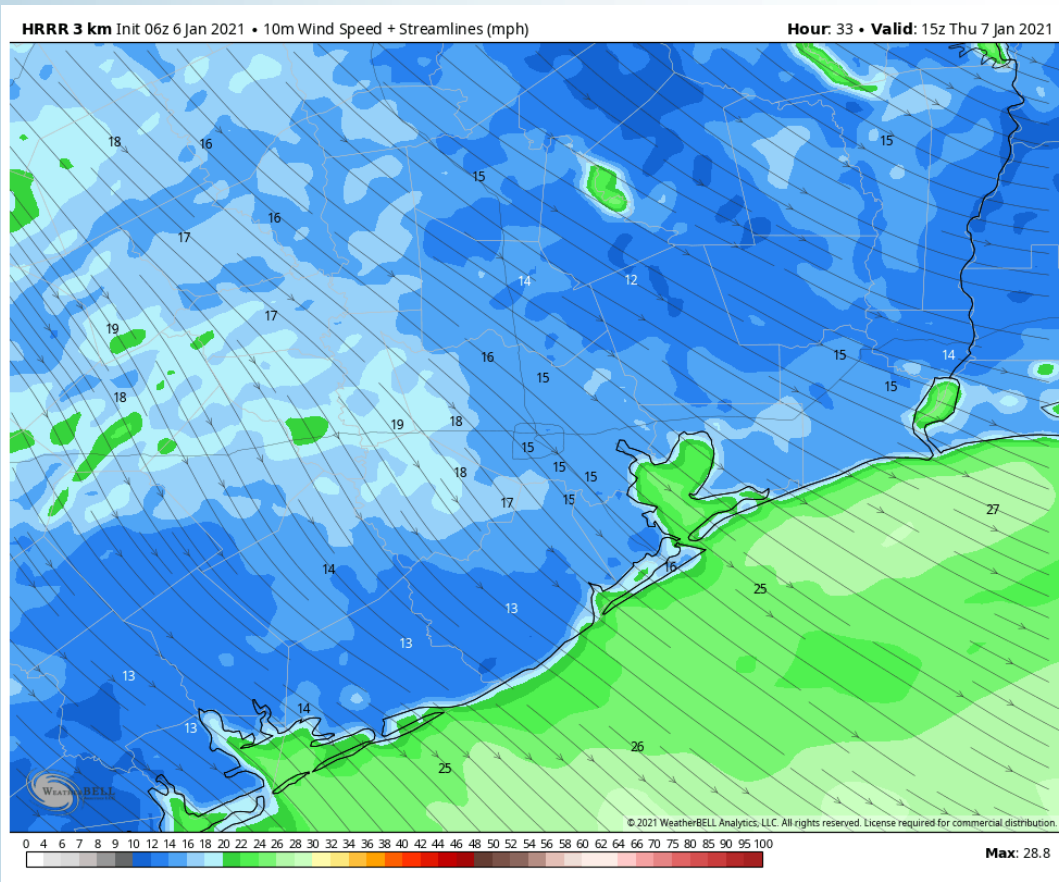 HRRR 3 km Init 06z 6 Jan 2021 • 10m Wind Speed + Streamlines (mph) Hour: 33 • Valid: 15z Thu 7 Jan 2021
18 16 15
15
16
17
14 12
17
19
16 15 14
15 15
18
19 18
15
18 15 15
17 15
27
14 16
25
13
13
13
14
13
26
25
WEATHERBELL
© 2021 WeatherBELL Analytics, LLC. All rights reserved. License required for commercial distribution.
0 4 6 7 8 9 10 12 14 16 18 20 22 24 26 28 30 32 34 36 38 40 42 44 46 48 50 52 54 56 58 60 62 64 66 70 75 80 85 90 95 100
Max: 28.8